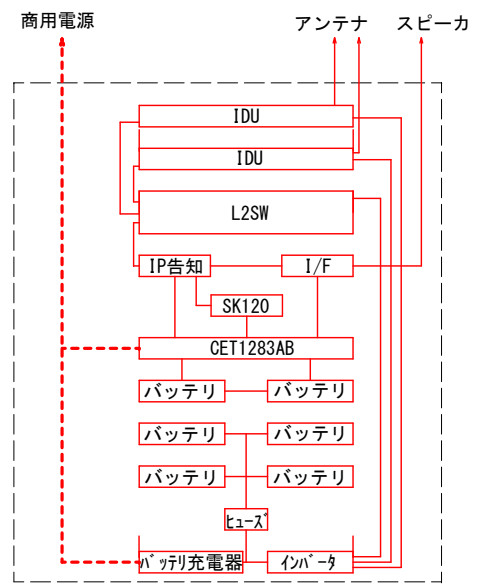 商用電源 アンテナ スピーカ
IDU
IDU
L2SW
IP告知 I/F
SK120
CET1283AB
バッテリ バッテリ
バッテリ バッテリ
バッテリ バッテリ
ﾋｭｰｽﾞ
ﾊﾞｯﾃﾘ充電器 ｲﾝﾊﾞｰﾀ